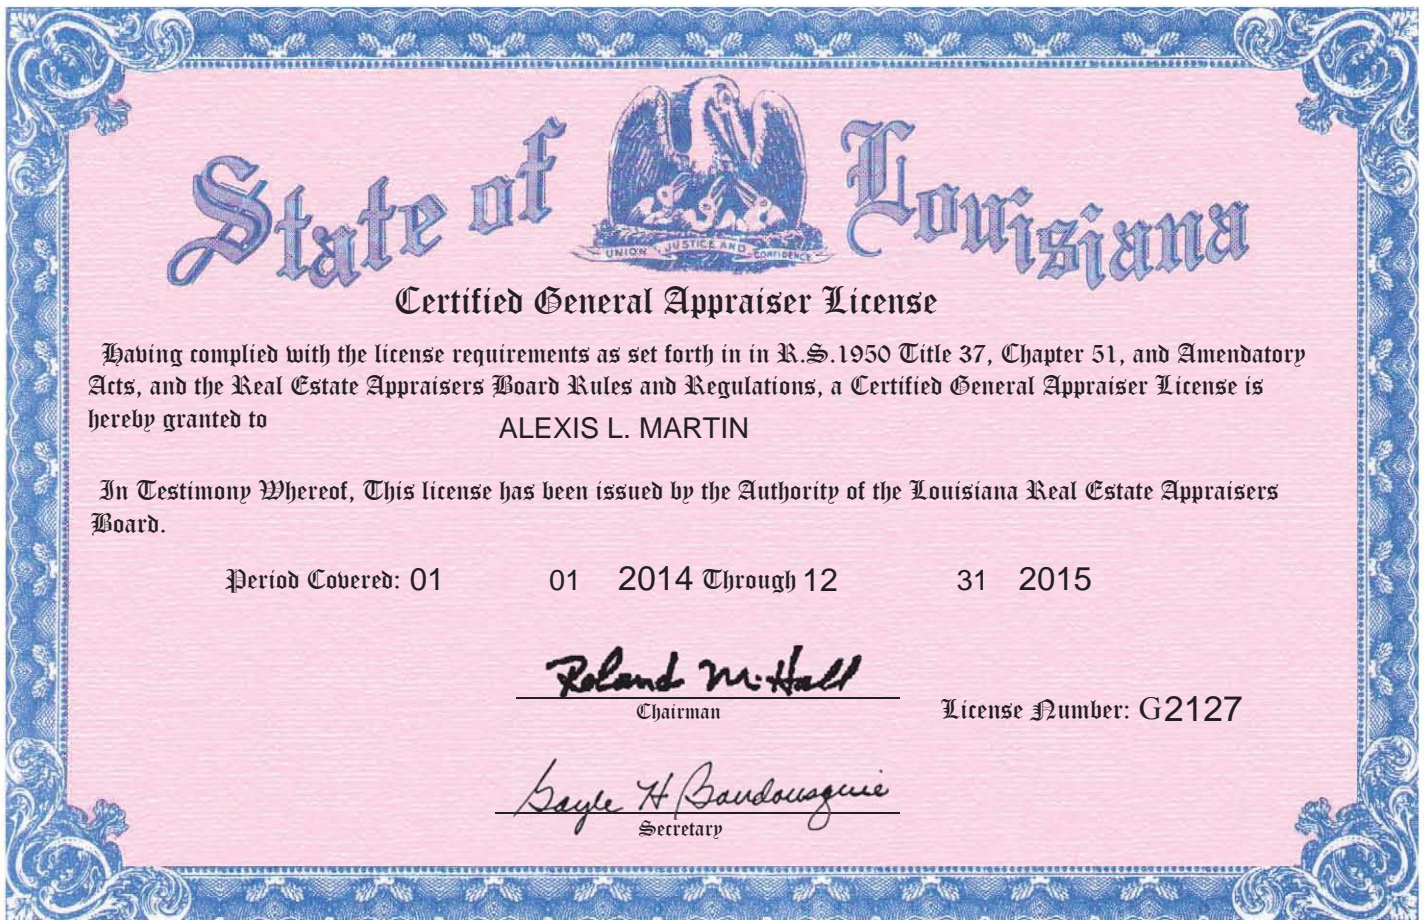 State of Louisiana
UNION, JUSTICE AND CONFIDENCE
Certified General Appraiser License
Having complied with the license requirements as set forth in in R.S.1950 Title 37, Chapter 51, and Amendatory
Acts, and the Real Estate Appraisers Board Rules and Regulations, a Certified General Appraiser License is
hereby granted to ALEXIS L. MARTIN
In Testimony Whereof, This license has been issued by the Authority of the Louisiana Real Estate Appraisers
Board.
Period Covered: 01 01 2014 Through 12 31 2015
Roland M. Hall
Chairman
License Number: G2127
Gayle H Boudousquie
Secretary